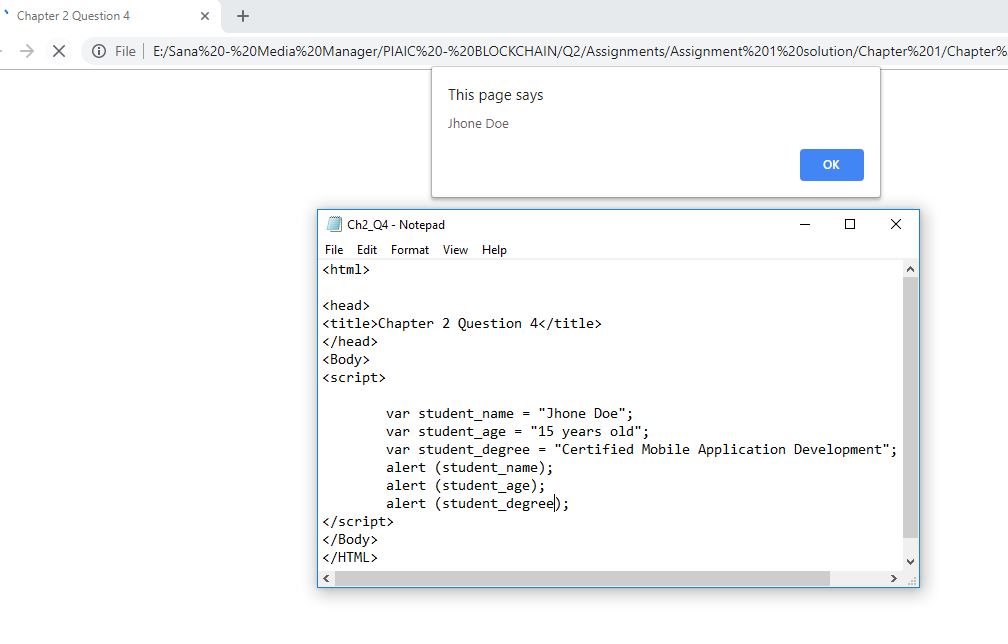 Chapter 2 Question 4
File E:/Sana%20-%20Media%20Manager/PIAIC%20-%20BLOCKCHAIN/Q2/Assignments/Assignment%201%20solution/Chapter%201/Chapter%
This page says
Jhone Doe
OK
Ch2_Q4 - Notepad
File Edit Format View Help
<html>
<head>
<title>Chapter 2 Question 4</title>
</head>
<Body>
<script>
var student_name = "Jhone Doe";
var student_age = "15 years old";
var student_degree = "Certified Mobile Application Development";
alert (student_name);
alert (student_age);
alert (student_degree);
</script>
</Body>
</HTML>